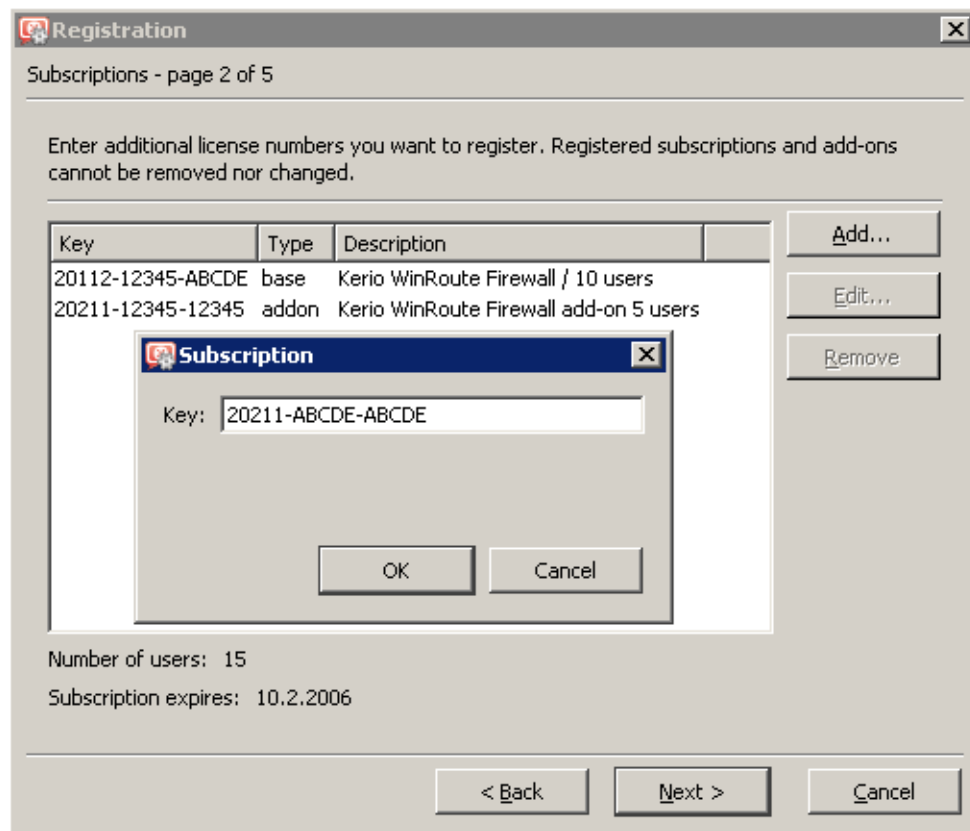 Registration
Subscriptions - page 2 of 5
Enter additional license numbers you want to register. Registered subscriptions and add-ons
cannot be removed nor changed.
Key Type Description
20112-12345-ABCDE base Kerio WinRoute Firewall / 10 users
20211-12345-12345 addon Kerio WinRoute Firewall add-on 5 users
Add...
Edit...
Remove
Subscription
Key: 20211-ABCDE-ABCDE
OK Cancel
Number of users: 15
Subscription expires: 10.2.2006
< Back Next > Cancel